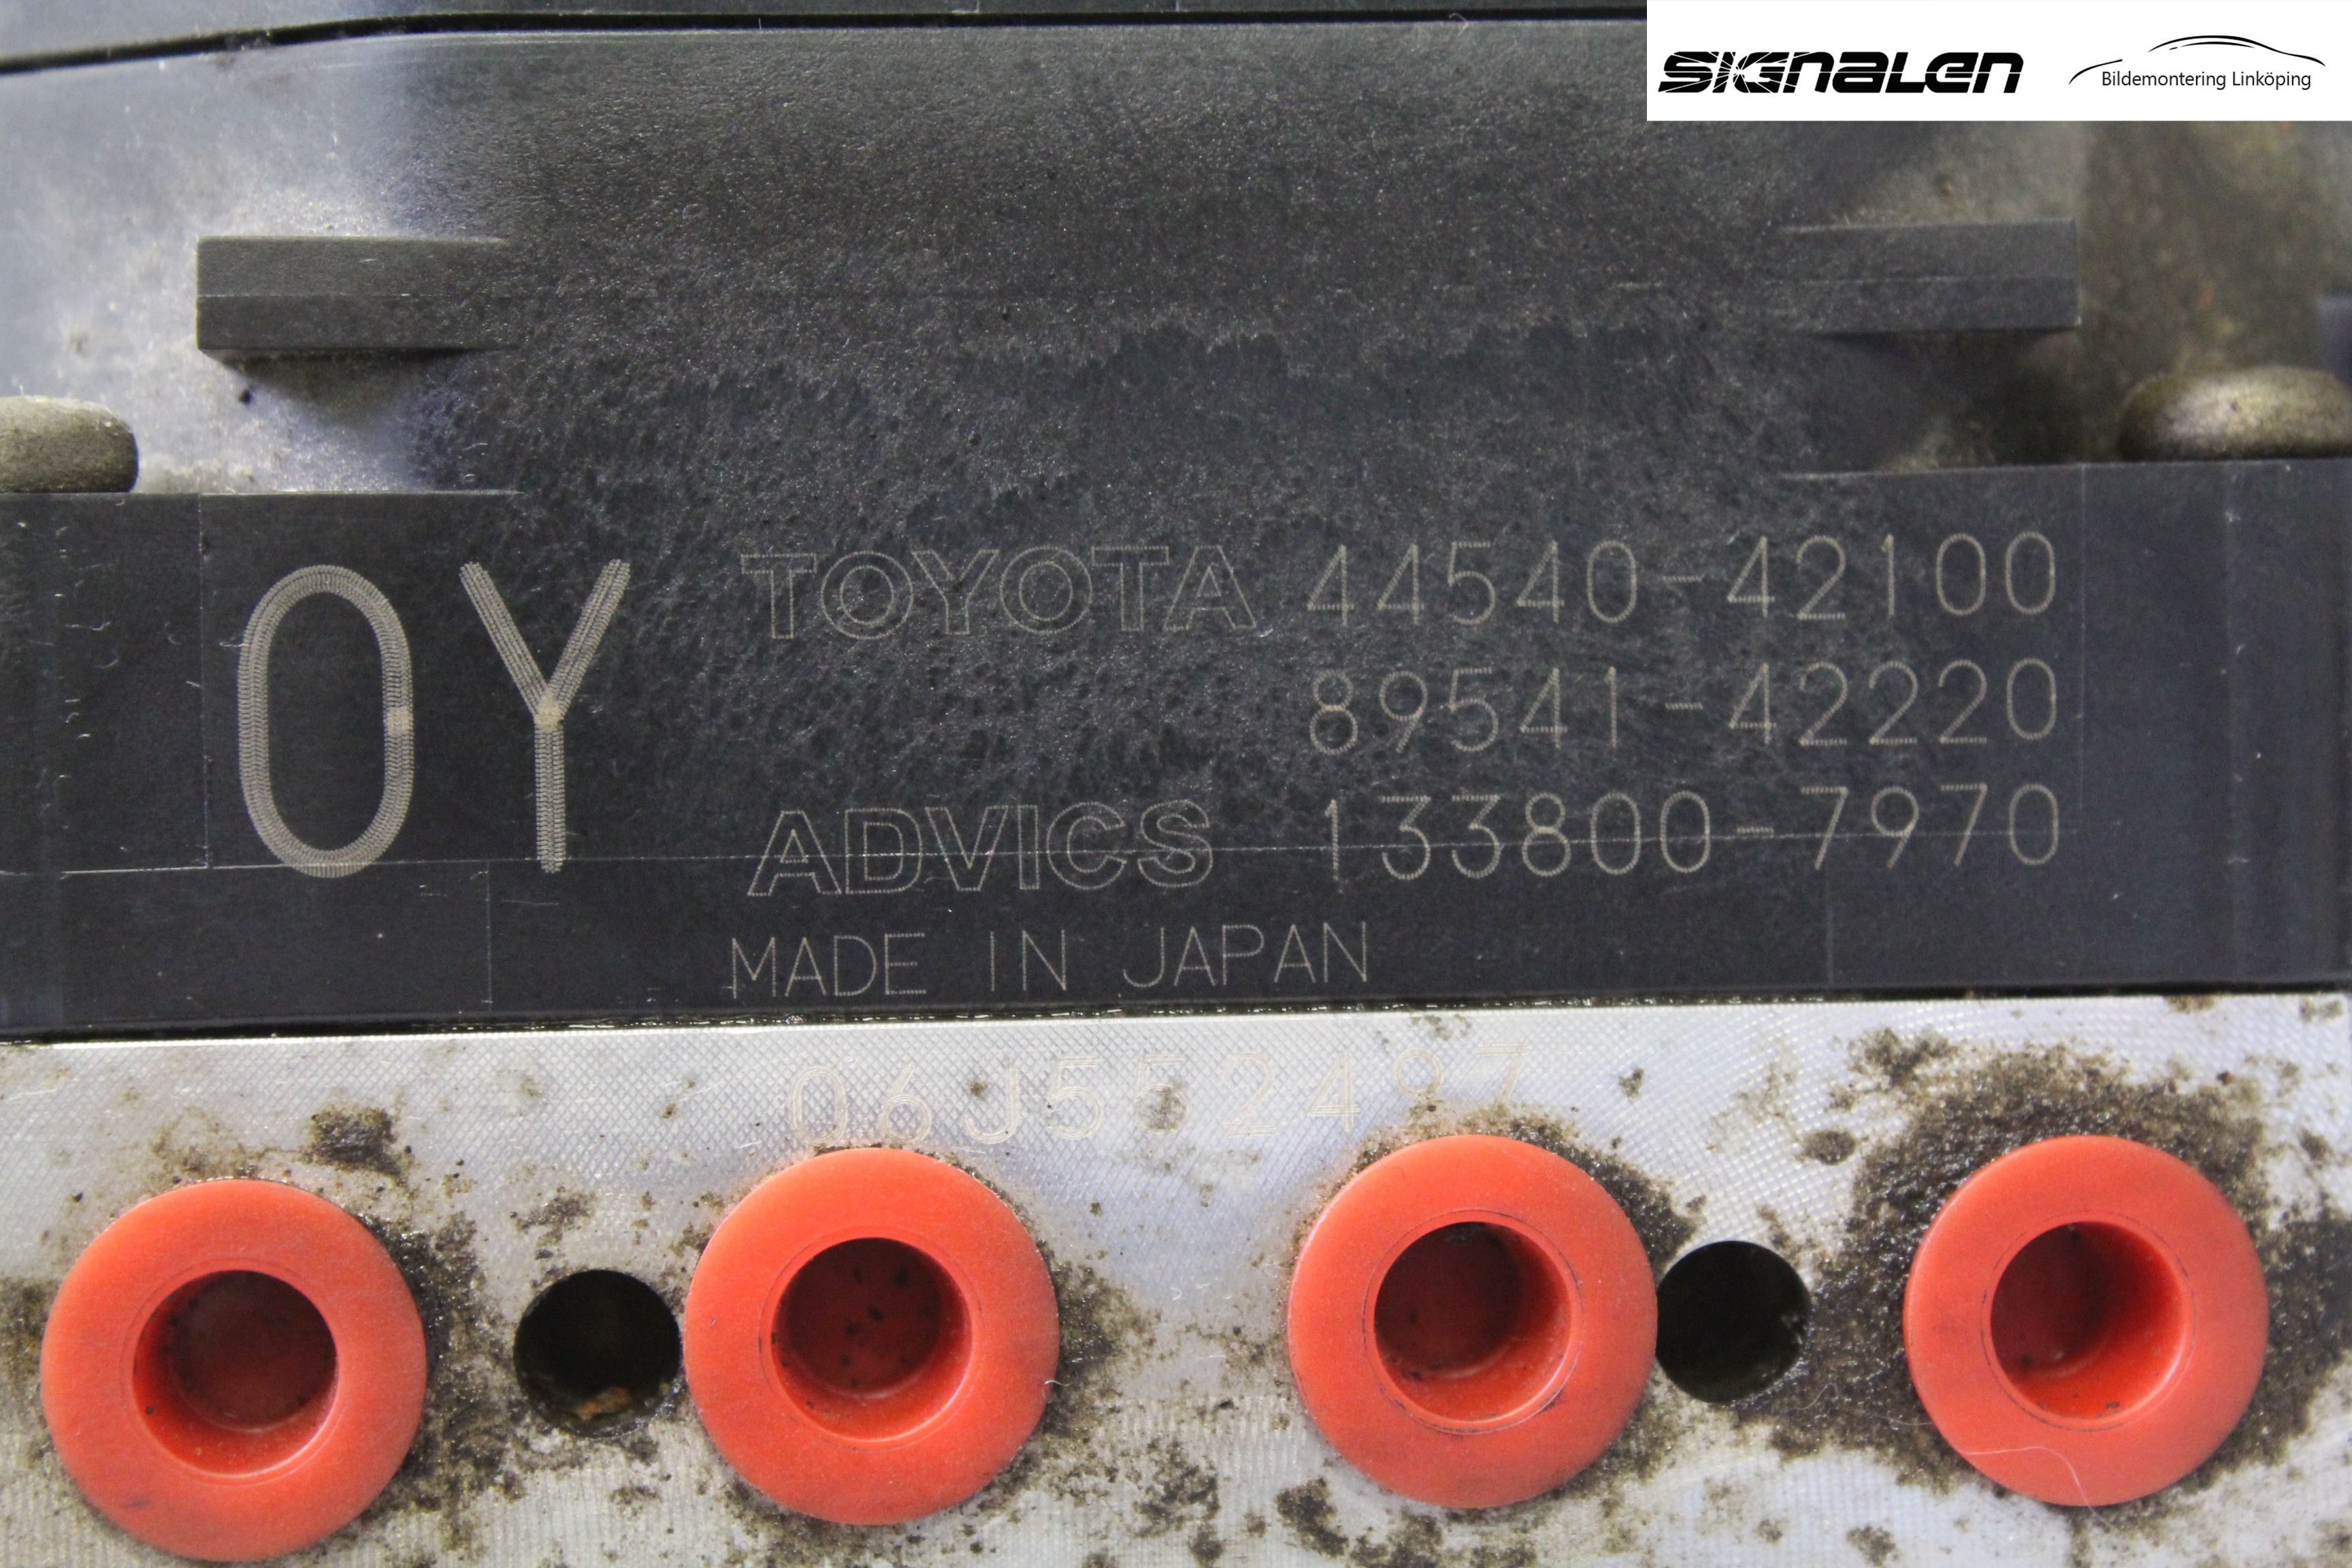 SIGNALEN Bildemontering Linköping
0Y TOYOTA 44540-42100
89541-42220
ADVICS 133800-7970
MADE IN JAPAN
06J552497